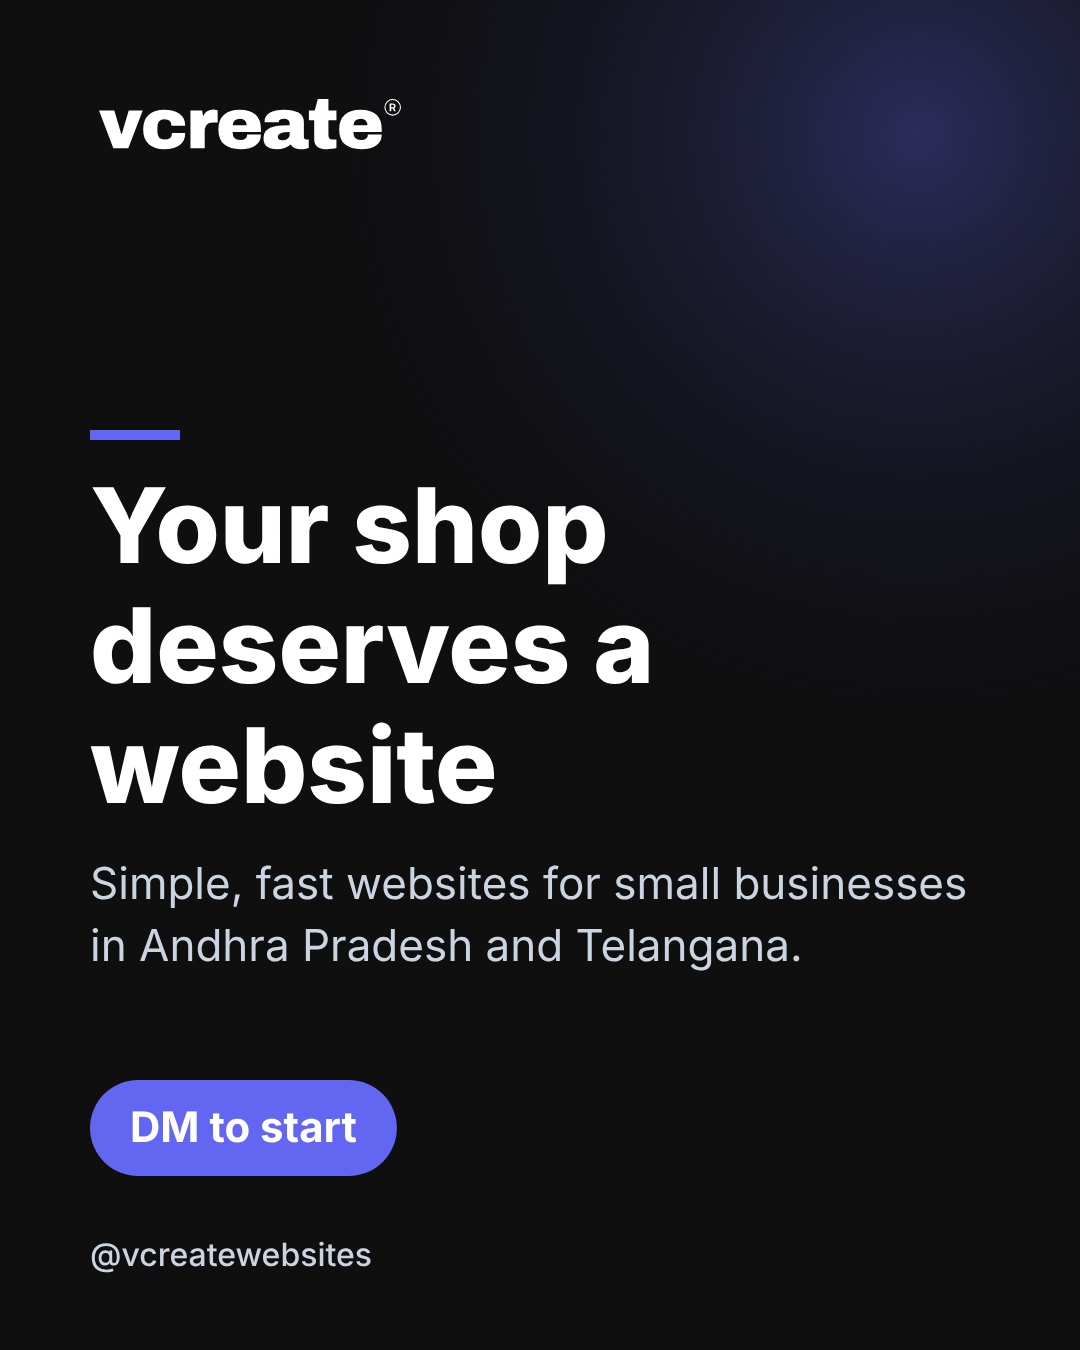 vcreate®
Your shop
deserves a
website
Simple, fast websites for small businesses
in Andhra Pradesh and Telangana.
DM to start
@vcreatewebsites